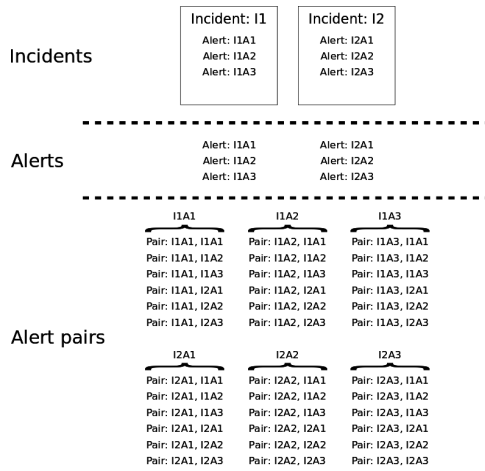 Incidents
Incident: I1
Alert: I1A1
Alert: I1A2
Alert: I1A3
Incident: I2
Alert: I2A1
Alert: I2A2
Alert: I2A3
Alerts
Alert: I1A1
Alert: I1A2
Alert: I1A3
Alert: I2A1
Alert: I2A2
Alert: I2A3
Alert pairs
I1A1
Pair: I1A1, I1A1
Pair: I1A1, I1A2
Pair: I1A1, I1A3
Pair: I1A1, I2A1
Pair: I1A1, I2A2
Pair: I1A1, I2A3
I1A2
Pair: I1A2, I1A1
Pair: I1A2, I1A2
Pair: I1A2, I1A3
Pair: I1A2, I2A1
Pair: I1A2, I2A2
Pair: I1A2, I2A3
I1A3
Pair: I1A3, I1A1
Pair: I1A3, I1A2
Pair: I1A3, I1A3
Pair: I1A3, I2A1
Pair: I1A3, I2A2
Pair: I1A3, I2A3
I2A1
Pair: I2A1, I1A1
Pair: I2A1, I1A2
Pair: I2A1, I1A3
Pair: I2A1, I2A1
Pair: I2A1, I2A2
Pair: I2A1, I2A3
I2A2
Pair: I2A2, I1A1
Pair: I2A2, I1A2
Pair: I2A2, I1A3
Pair: I2A2, I2A1
Pair: I2A2, I2A2
Pair: I2A2, I2A3
I2A3
Pair: I2A3, I1A1
Pair: I2A3, I1A2
Pair: I2A3, I1A3
Pair: I2A3, I2A1
Pair: I2A3, I2A2
Pair: I2A3, I2A3